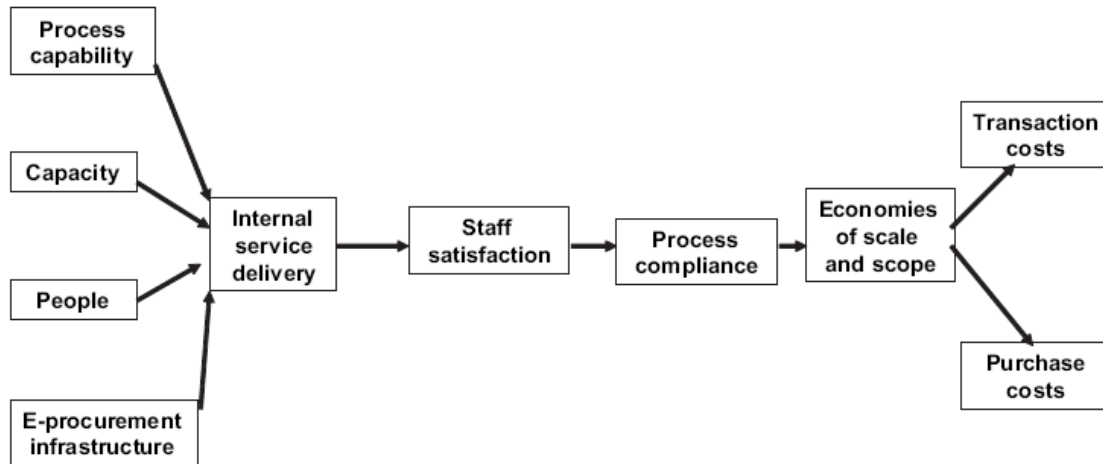 Process
capability
Capacity
People
E-procurement
infrastructure
Internal
service
delivery
Staff
satisfaction
Process
compliance
Economies
of scale
and scope
Transaction
costs
Purchase
costs